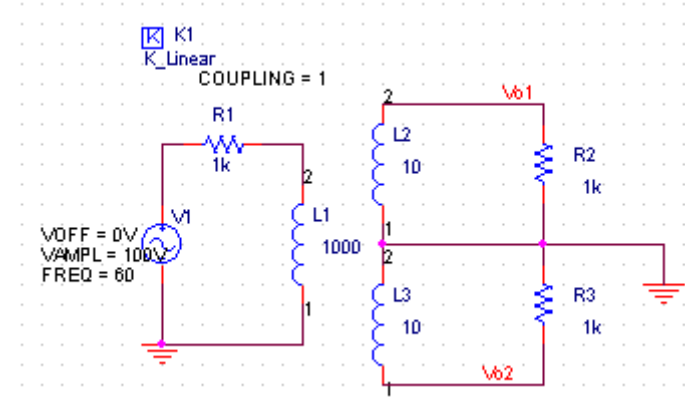 K K1
K_Linear
COUPLING = 1
R1
1k
2
L1
1000
1
V1
VOFF = 0V
VAMPL = 100V
FREQ = 60
2
Vo1
L2
10
R2
1k
1
2
L3
10
R3
1k
Vo2
1